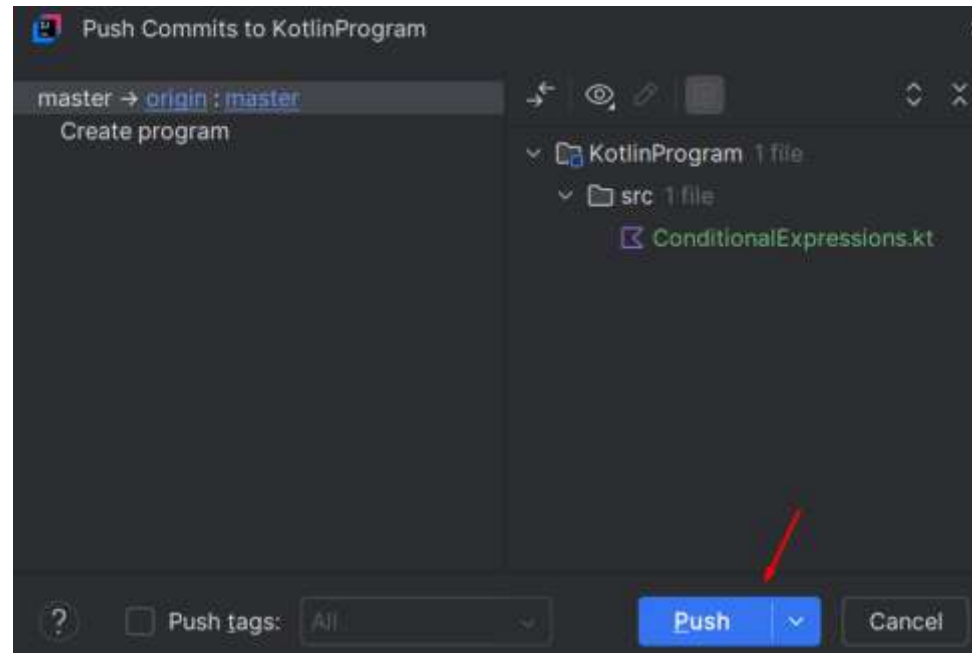 Push Commits to KotlinProgram
master → origin : master
Create program
KotlinProgram 1 file
src 1 file
ConditionalExpressions.kt
? Push tags: All Push Cancel